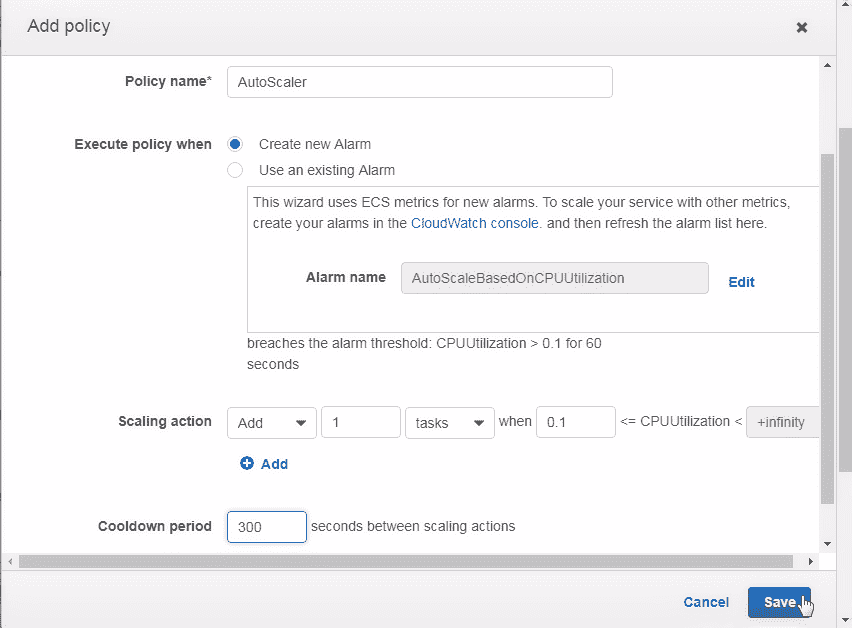 Add policy
Policy name*
AutoScaler
Execute policy when
Create new Alarm
Use an existing Alarm
This wizard uses ECS metrics for new alarms. To scale your service with other metrics,
create your alarms in the CloudWatch console. and then refresh the alarm list here.
Alarm name
AutoScaleBasedOnCPUUtilization
Edit
breaches the alarm threshold: CPUUtilization > 0.1 for 60
seconds
Scaling action Add 1 tasks when 0.1 <= CPUUtilization < +infinity
Add
Cooldown period 300 seconds between scaling actions
Cancel Save